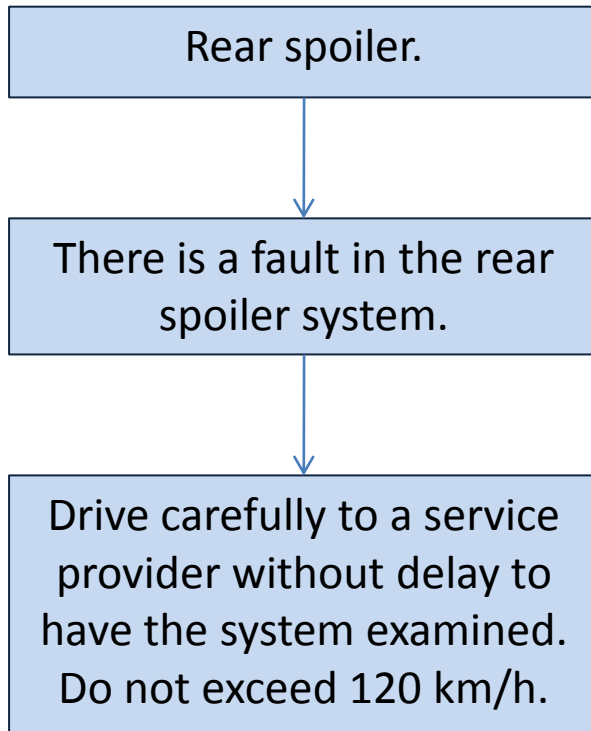 Rear spoiler.
There is a fault in the rear
spoiler system.
Drive carefully to a service
provider without delay to
have the system examined.
Do not exceed 120 km/h.